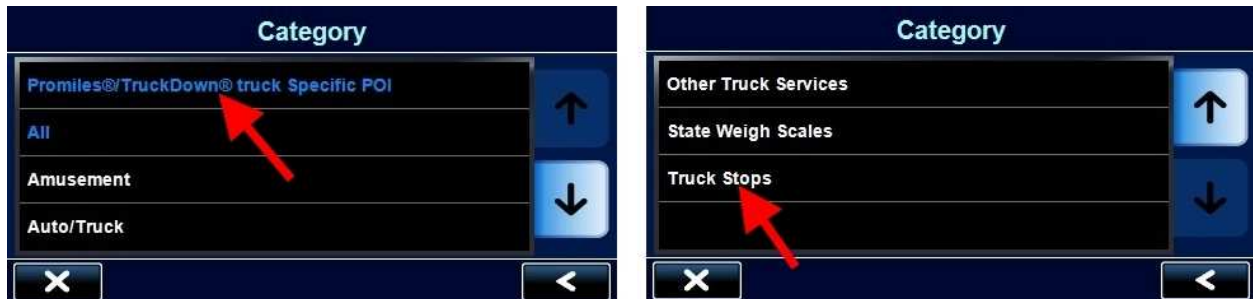 Category
Promiles®/TruckDown® truck Specific POI
All
Amusement
Auto/Truck
Category
Other Truck Services
State Weigh Scales
Truck Stops